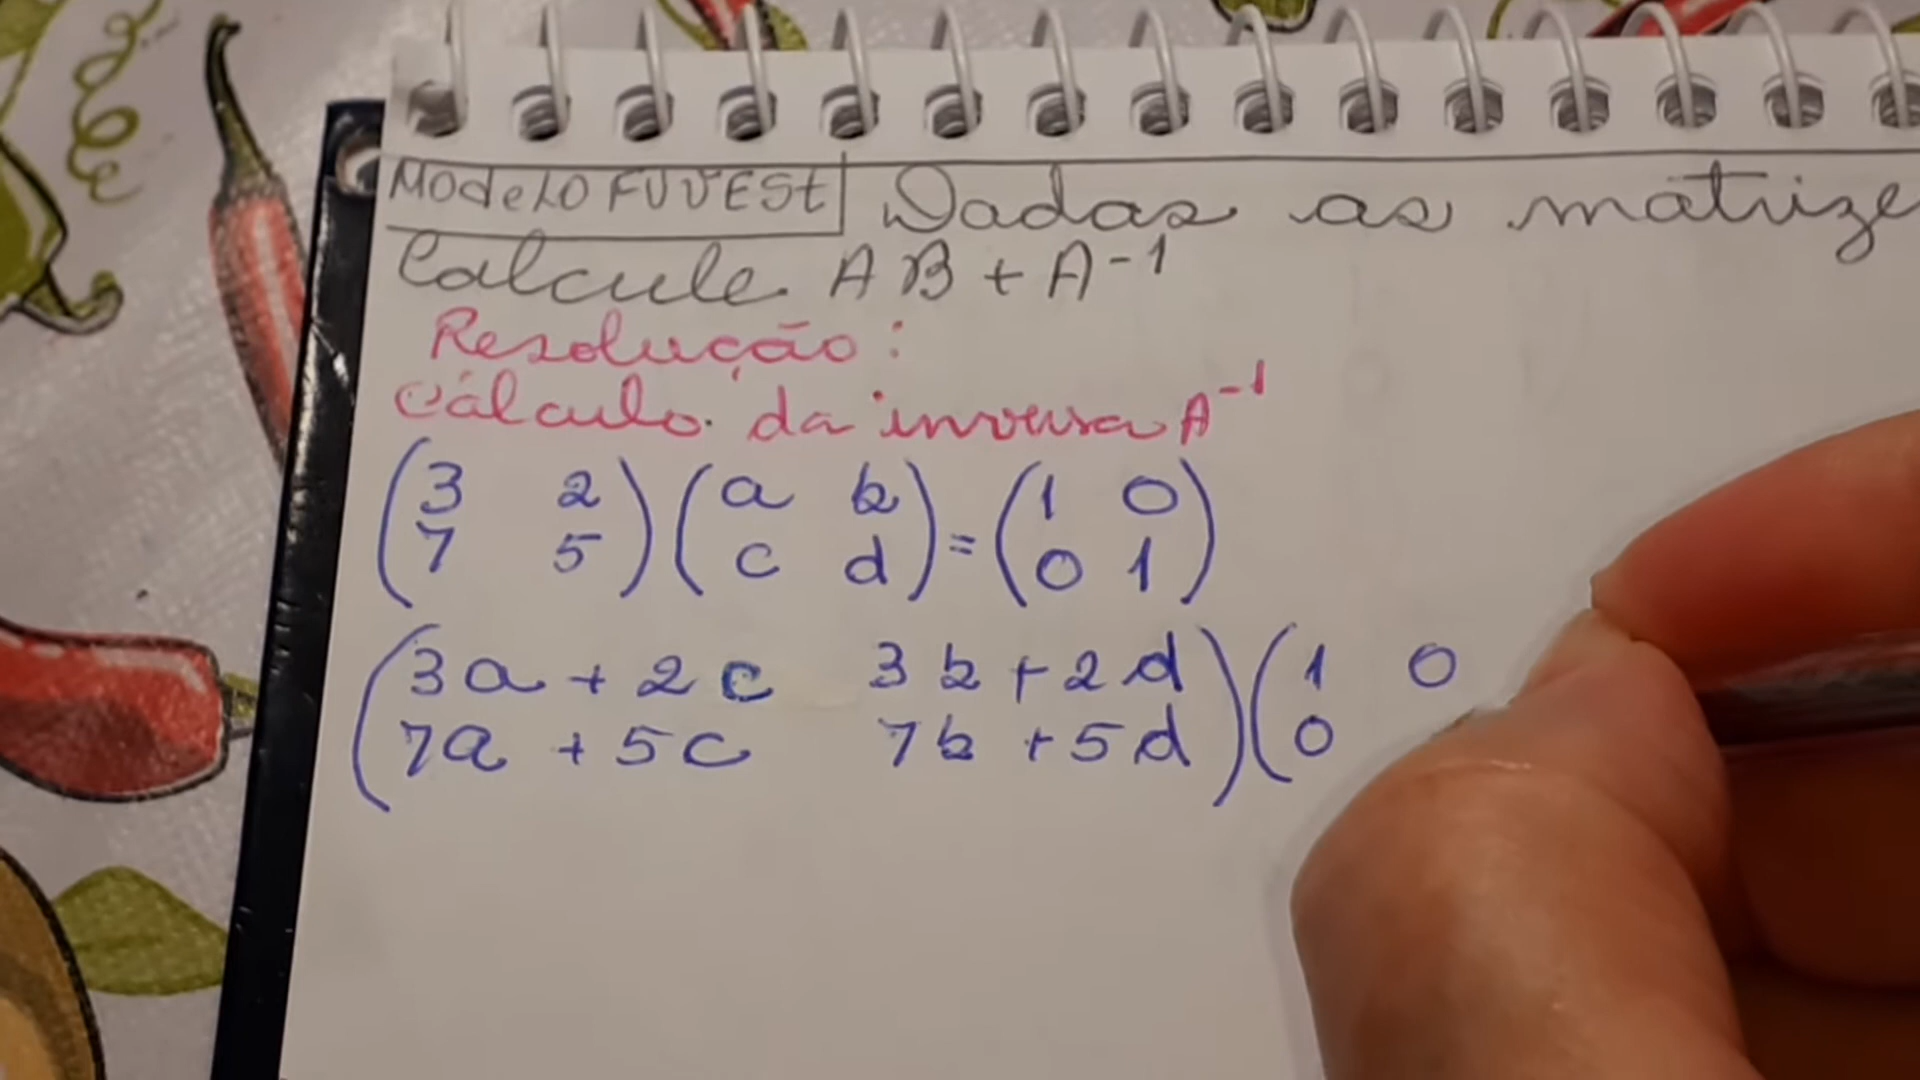 Modelo FUVEST Dadas as matrize
Calcule AB + A⁻¹
Resolução:
Cálculo da inversa A⁻¹
(3 2) (a b) = (1 0)
(7 5) (c d) (0 1)
(3a + 2c 3b + 2d) (1 0
(7a + 5c 7b + 5d) (0